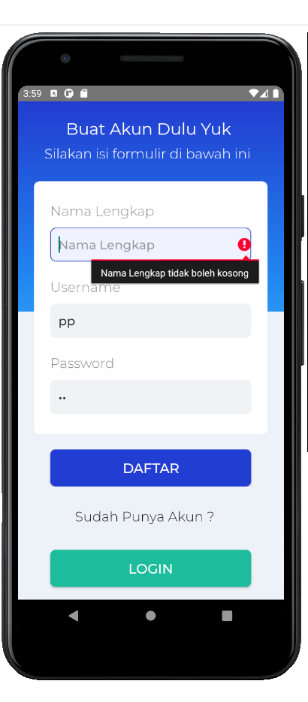 3:59
Buat Akun Dulu Yuk
Silakan isi formulir di bawah ini
Nama Lengkap
Nama Lengkap
Nama Lengkap tidak boleh kosong
Username
pp
Password
••
DAFTAR
Sudah Punya Akun ?
LOGIN